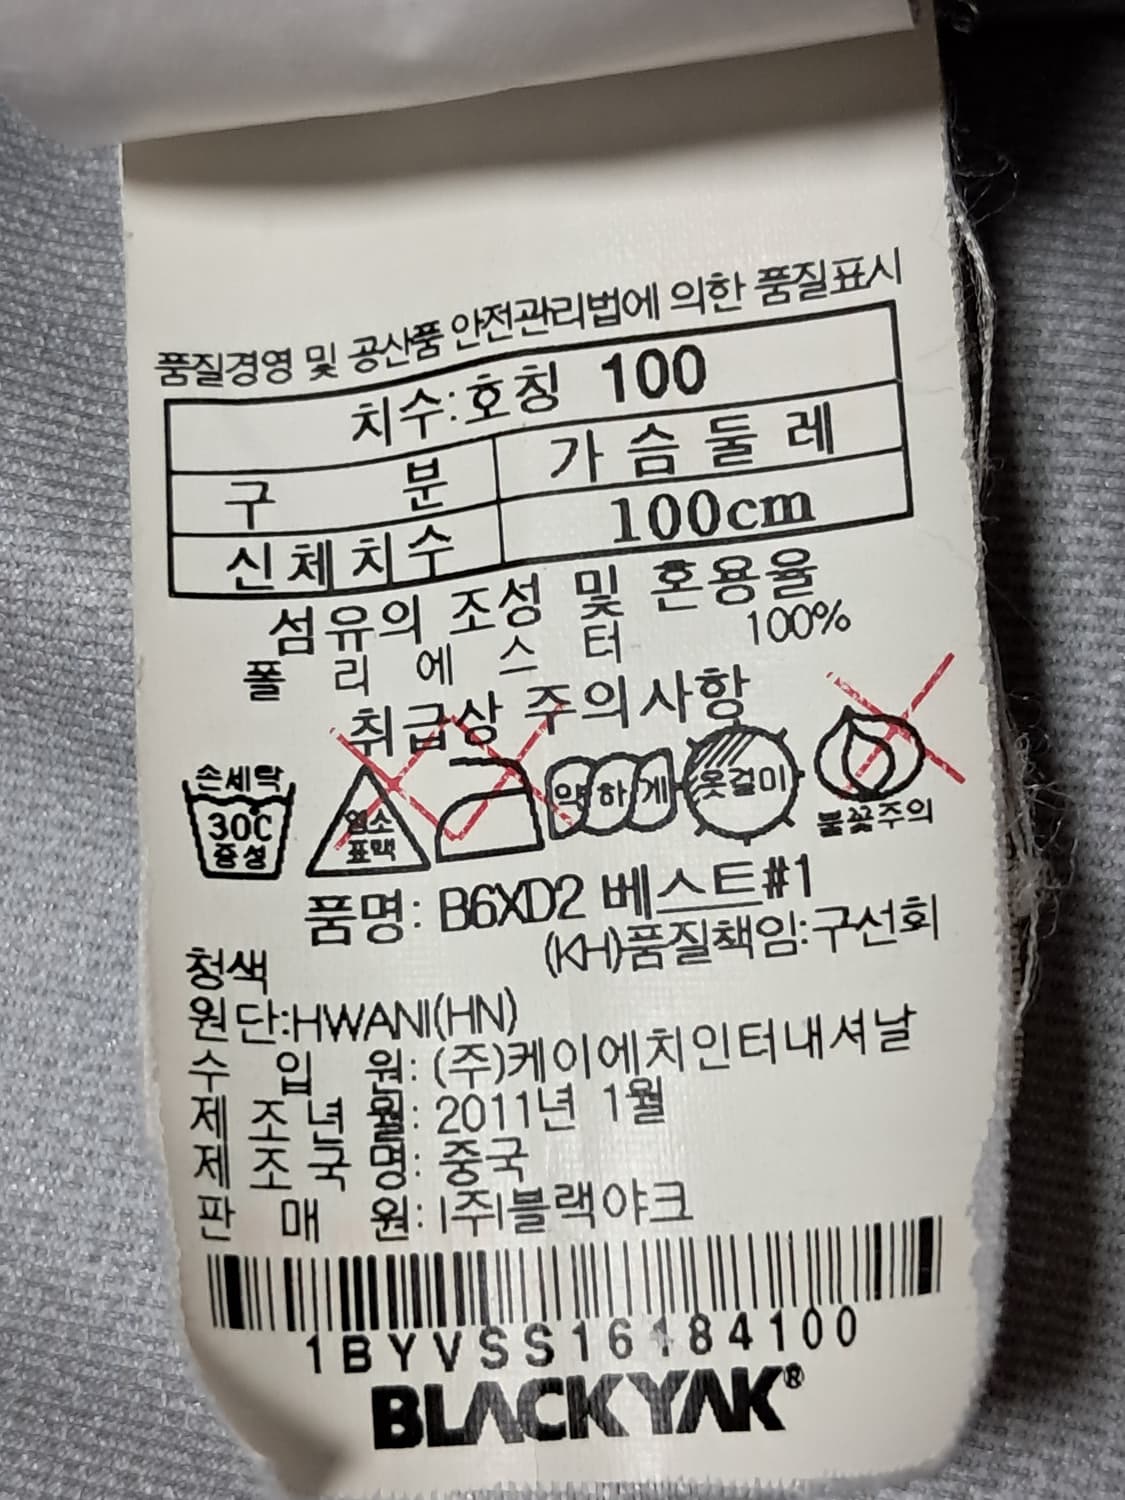 품질경영 및 공산품 안전관리법에 의한 품질표시
치수:호칭 100
구 분 가슴둘레
신체치수 100cm
섬유의 조성 및 혼용율
폴 리 에 스 터 100%
취급상 주의사항
손세탁
30C
중성
염소
표백
약하게
옷걸이
불꽃주의
품명: B6XD2 베스트#1
(KH)품질책임:구선회
청색
원단:HWANI(HN)
수 입 원: (주)케이에치인터내셔날
제 조 년 월: 2011년 1월
제 조 국 명: 중국
판 매 원: (주)블랙야크
1BYVSS16184100
BLACKYAK®